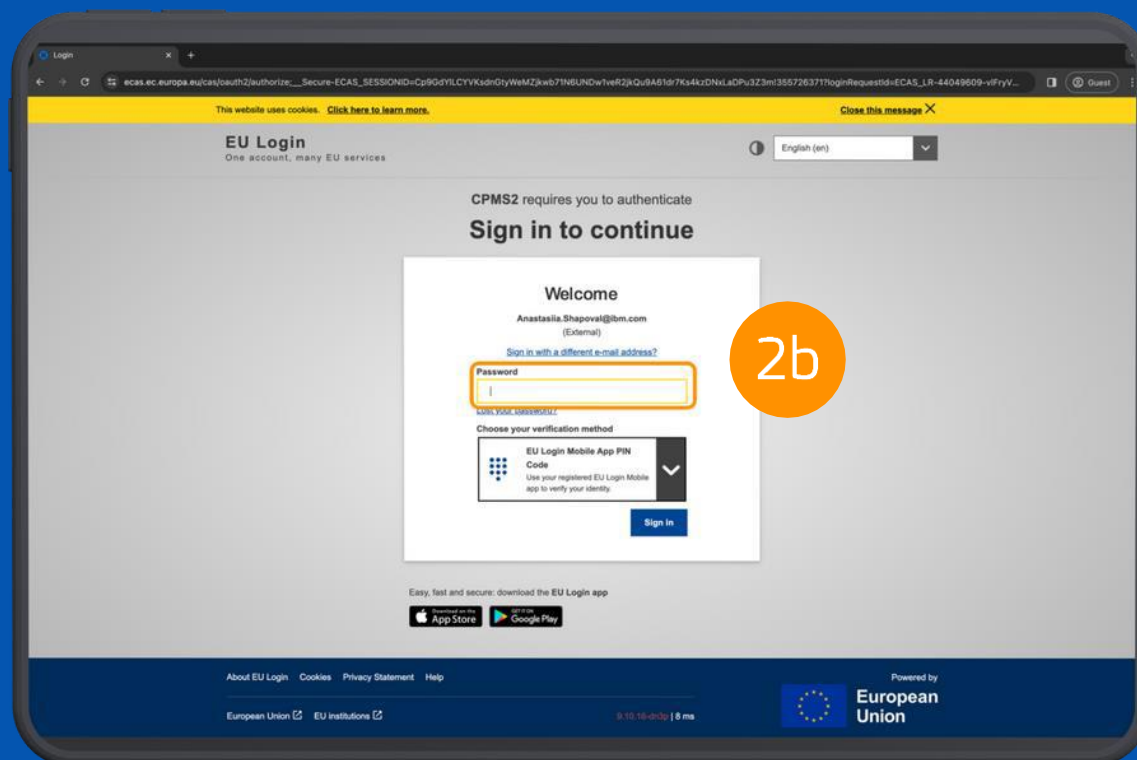 Login
ecas.ec.europa.eu/cas/oauth2/authorize;__Secure-ECAS_SESSIONID=Cp9GdYILCYVKsdnGtyWeMZjkwb71N6UNDw1veR2jkQu9A61dr7Ks4kzDNxLaDPu3Z3m!355726371?loginRequestId=ECAS_LR-44049609-vIFryV...
Guest
This website uses cookies. Click here to learn more.
Close this message
EU Login
One account, many EU services
English (en)
CPMS2 requires you to authenticate
Sign in to continue
Welcome
Anastasiia.Shapoval@ibm.com
(External)
Sign in with a different e-mail address?
Password
2b
Lost your password?
Choose your verification method
EU Login Mobile App PIN
Code
Use your registered EU Login Mobile
app to verify your identity.
Sign in
Easy, fast and secure: download the EU Login app
Download on the
App Store
GET IT ON
Google Play
About EU Login Cookies Privacy Statement Help
Powered by
European
Union
European Union EU institutions
| 8 ms